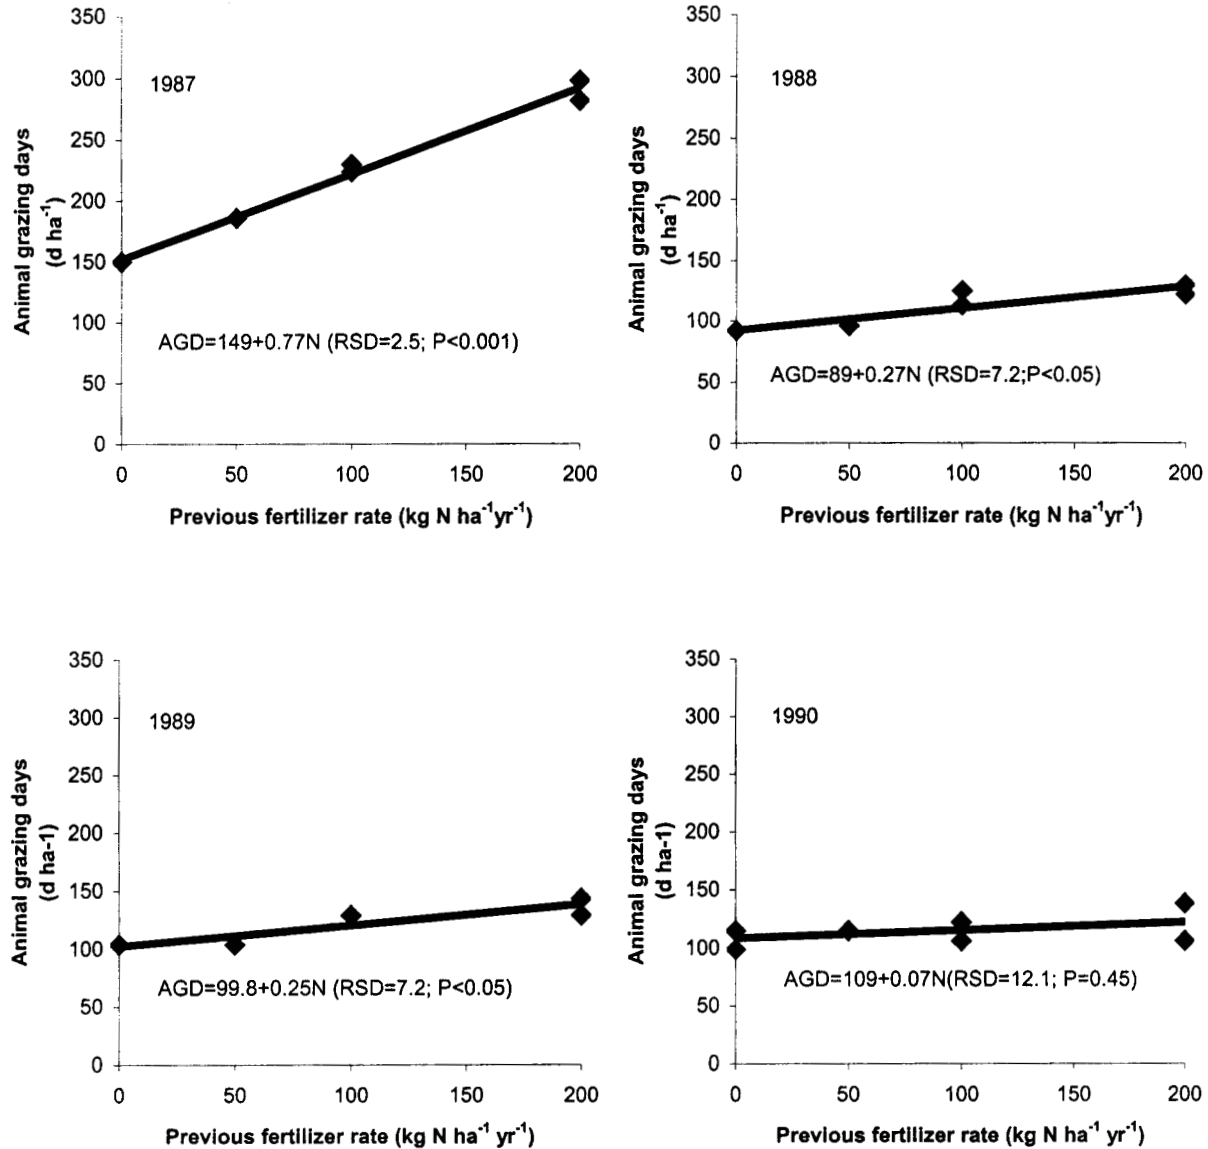 350
300
250
200
150
100
50
0
1987
Animal grazing days
(d ha⁻¹)
AGD=149+0.77N (RSD=2.5; P<0.001)
0 50 100 150 200
Previous fertilizer rate (kg N ha⁻¹yr⁻¹)
350
300
250
200
150
100
50
0
1988
Animal grazing days
(d ha⁻¹)
AGD=89+0.27N (RSD=7.2;P<0.05)
0 50 100 150 200
Previous fertilizer rate (kg N ha⁻¹yr⁻¹)
350
300
250
200
150
100
50
0
1989
Animal grazing days
(d ha-1)
AGD=99.8+0.25N (RSD=7.2; P<0.05)
0 50 100 150 200
Previous fertilizer rate (kg N ha⁻¹ yr⁻¹)
350
300
250
200
150
100
50
0
1990
Animal grazing days
(d ha-1)
AGD=109+0.07N(RSD=12.1; P=0.45)
0 50 100 150 200
Previous fertilizer rate (kg N ha⁻¹ yr⁻¹)